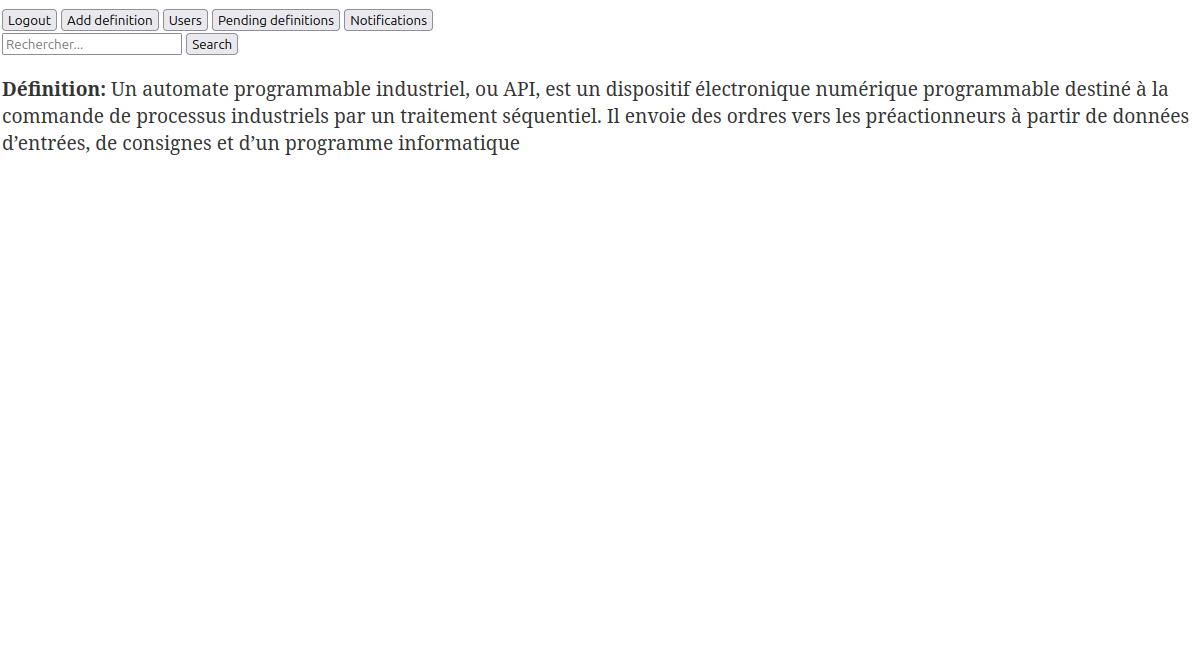 Logout Add definition Users Pending definitions Notifications
Rechercher... Search
Définition: Un automate programmable industriel, ou API, est un dispositif électronique numérique programmable destiné à la
commande de processus industriels par un traitement séquentiel. Il envoie des ordres vers les préactionneurs à partir de données
d’entrées, de consignes et d’un programme informatique